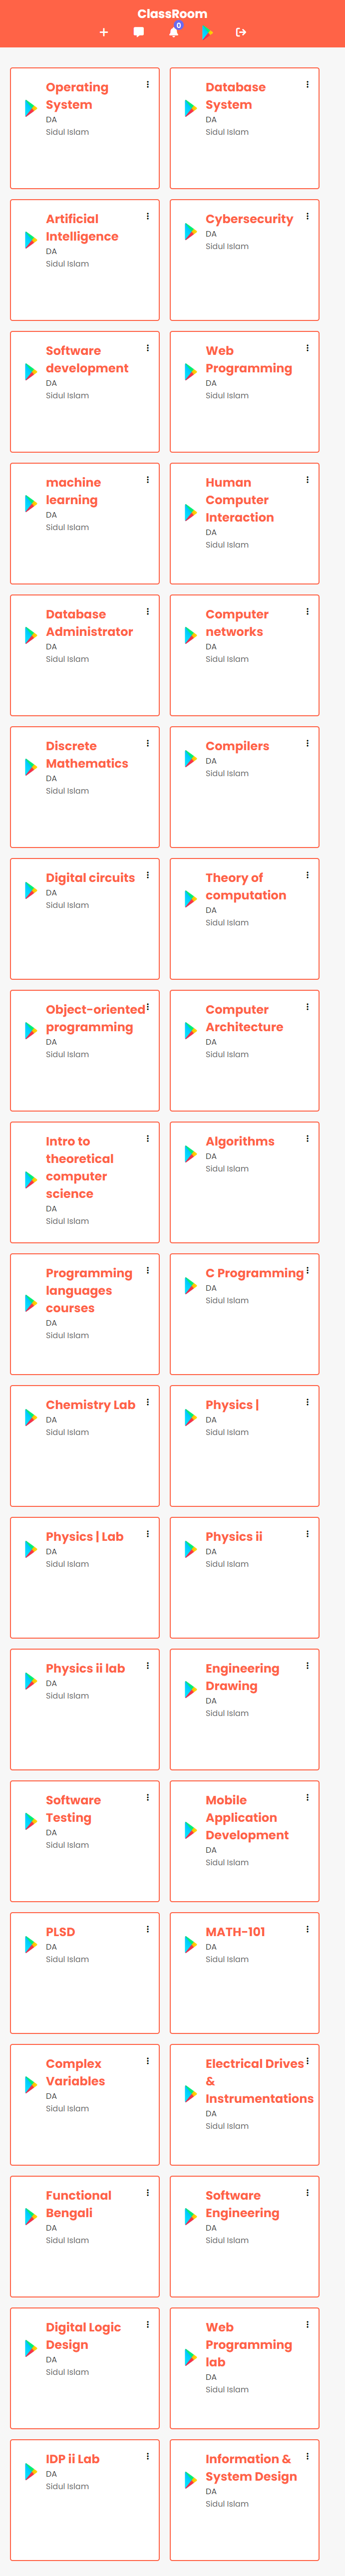 ClassRoom
0
Operating
System
DA
Sidul Islam
Database
System
DA
Sidul Islam
Artificial
Intelligence
DA
Sidul Islam
Cybersecurity
DA
Sidul Islam
Software
development
DA
Sidul Islam
Web
Programming
DA
Sidul Islam
machine
learning
DA
Sidul Islam
Human
Computer
Interaction
DA
Sidul Islam
Database
Administrator
DA
Sidul Islam
Computer
networks
DA
Sidul Islam
Discrete
Mathematics
DA
Sidul Islam
Compilers
DA
Sidul Islam
Digital circuits
DA
Sidul Islam
Theory of
computation
DA
Sidul Islam
Object-oriented
programming
DA
Sidul Islam
Computer
Architecture
DA
Sidul Islam
Intro to
theoretical
computer
science
DA
Sidul Islam
Algorithms
DA
Sidul Islam
Programming
languages
courses
DA
Sidul Islam
C Programming
DA
Sidul Islam
Chemistry Lab
DA
Sidul Islam
Physics |
DA
Sidul Islam
Physics | Lab
DA
Sidul Islam
Physics ii
DA
Sidul Islam
Physics ii lab
DA
Sidul Islam
Engineering
Drawing
DA
Sidul Islam
Software
Testing
DA
Sidul Islam
Mobile
Application
Development
DA
Sidul Islam
PLSD
DA
Sidul Islam
MATH-101
DA
Sidul Islam
Complex
Variables
DA
Sidul Islam
Electrical Drives
&
Instrumentations
DA
Sidul Islam
Functional
Bengali
DA
Sidul Islam
Software
Engineering
DA
Sidul Islam
Digital Logic
Design
DA
Sidul Islam
Web
Programming
lab
DA
Sidul Islam
IDP ii Lab
DA
Sidul Islam
Information &
System Design
DA
Sidul Islam